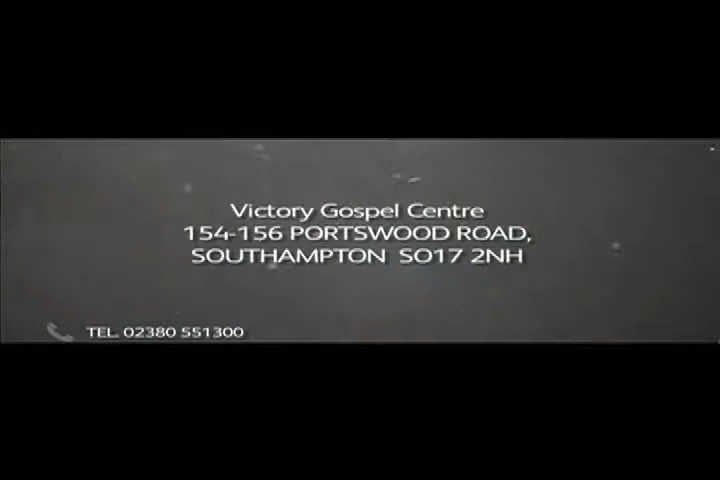 Victory Gospel Centre
154-156 PORTSWOOD ROAD,
SOUTHAMPTON SO17 2NH
TEL. 02380 551300